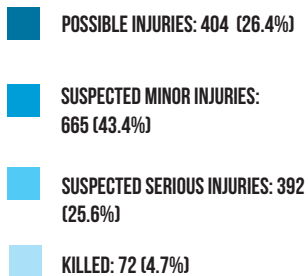 POSSIBLE INJURIES: 404 (26.4%)
SUSPECTED MINOR INJURIES:
665 (43.4%)
SUSPECTED SERIOUS INJURIES: 392
(25.6%)
KILLED: 72 (4.7%)